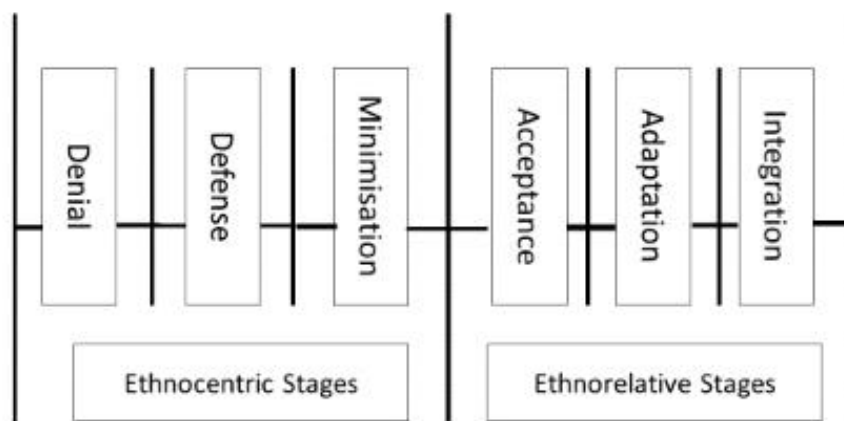 Denial
Defense
Minimisation
Acceptance
Adaptation
Integration
Ethnocentric Stages
Ethnorelative Stages